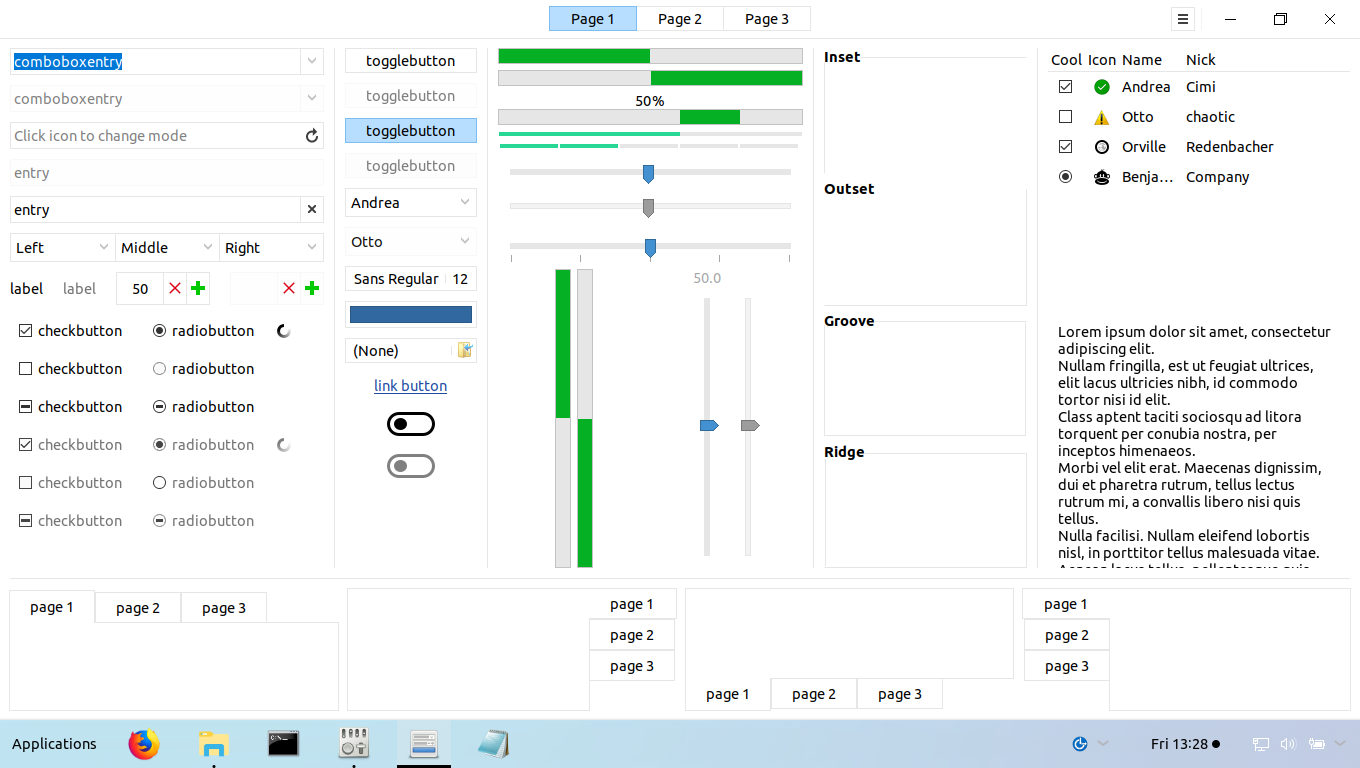 Page 1
Page 2
Page 3
comboboxentry
comboboxentry
Click icon to change mode
entry
entry
Left
Middle
Right
label
label
50
checkbutton
radiobutton
checkbutton
radiobutton
checkbutton
radiobutton
checkbutton
radiobutton
checkbutton
radiobutton
checkbutton
radiobutton
togglebutton
togglebutton
togglebutton
togglebutton
Andrea
Otto
Sans Regular 12
(None)
link button
50%
50.0
Inset
Outset
Groove
Ridge
Cool Icon Name Nick
Andrea Cimi
Otto chaotic
Orville Redenbacher
Benja… Company
Lorem ipsum dolor sit amet, consectetur
adipiscing elit.
Nullam fringilla, est ut feugiat ultrices,
elit lacus ultricies nibh, id commodo
tortor nisi id elit.
Class aptent taciti sociosqu ad litora
torquent per conubia nostra, per
inceptos himenaeos.
Morbi vel elit erat. Maecenas dignissim,
dui et pharetra rutrum, tellus lectus
rutrum mi, a convallis libero nisi quis
tellus.
Nulla facilisi. Nullam eleifend lobortis
nisl, in porttitor tellus malesuada vitae.
page 1
page 2
page 3
page 1
page 2
page 3
page 1
page 2
page 3
page 1
page 2
page 3
Applications
Fri 13:28